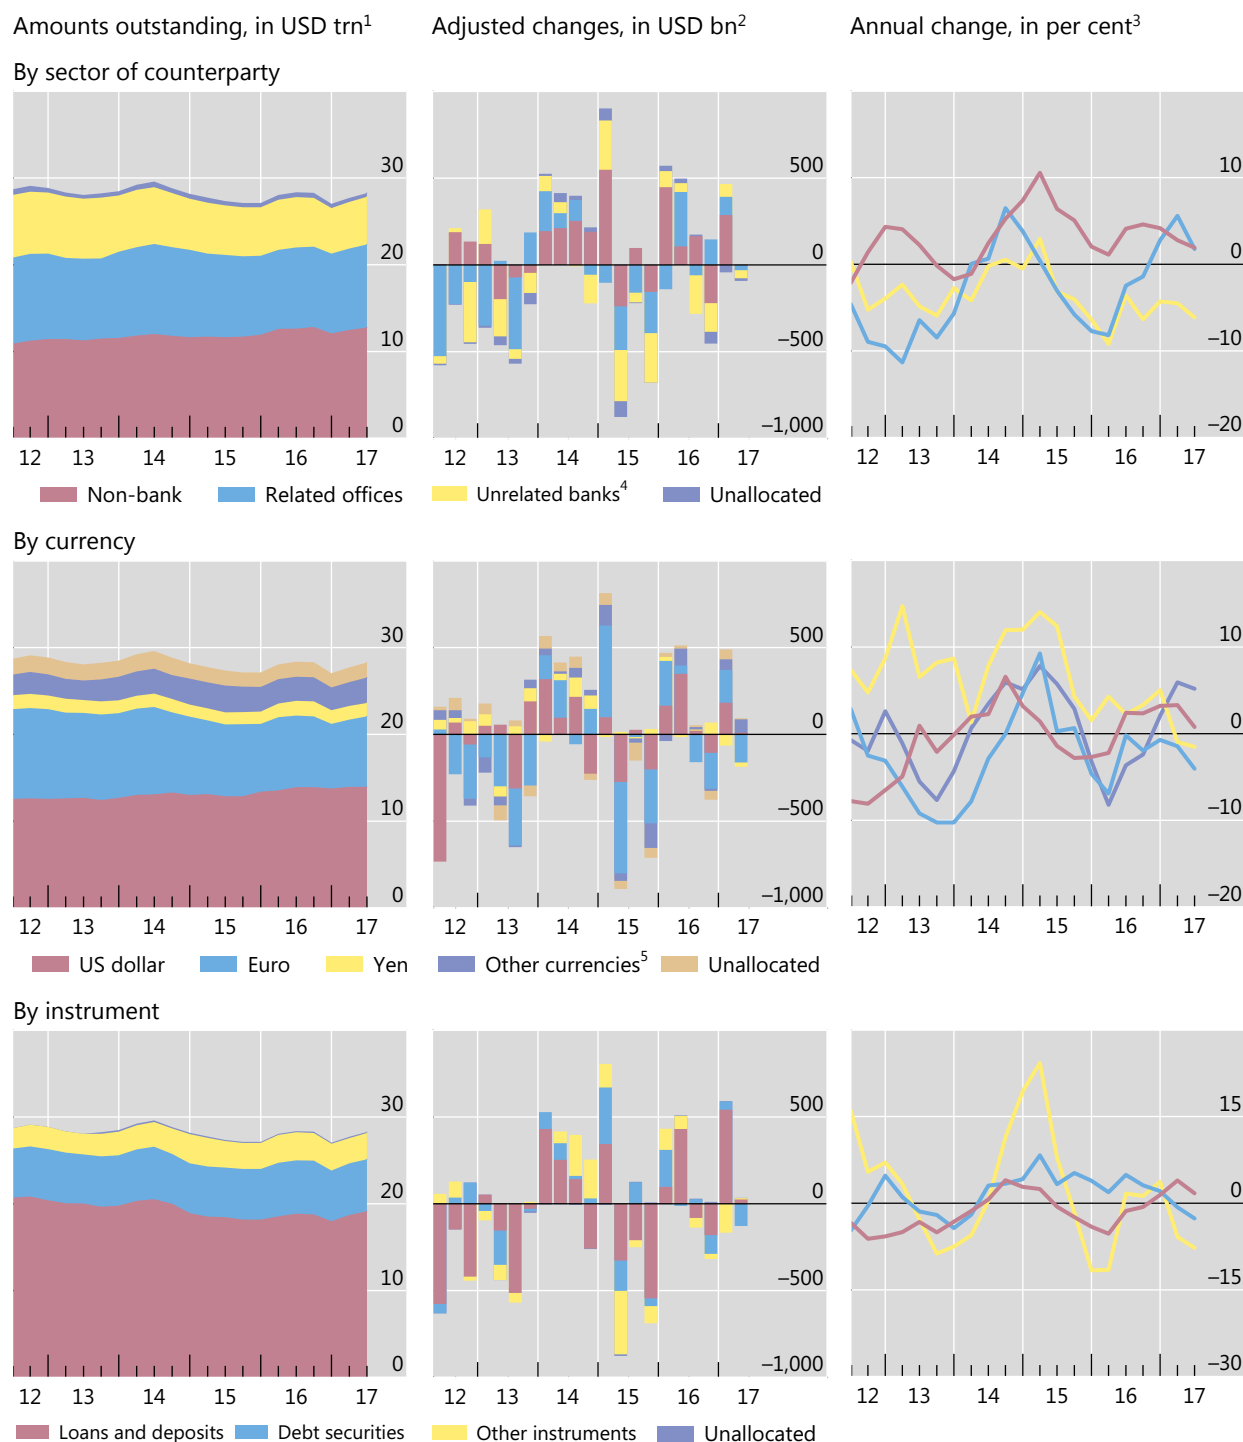 Amounts outstanding, in USD trn1 Adjusted changes, in USD bn2 Annual change, in per cent3
By sector of counterparty
30
20
10
0
12 13 14 15 16 17
500
0
−500
−1,000
12 13 14 15 16 17
10
0
−10
−20
12 13 14 15 16 17
Non-bank Related offices Unrelated banks4 Unallocated
By currency
30
20
10
0
12 13 14 15 16 17
500
0
−500
−1,000
12 13 14 15 16 17
10
0
−10
−20
12 13 14 15 16 17
US dollar Euro Yen Other currencies5 Unallocated
By instrument
30
20
10
0
12 13 14 15 16 17
500
0
−500
−1,000
12 13 14 15 16 17
15
0
−15
−30
12 13 14 15 16 17
Loans and deposits Debt securities Other instruments Unallocated